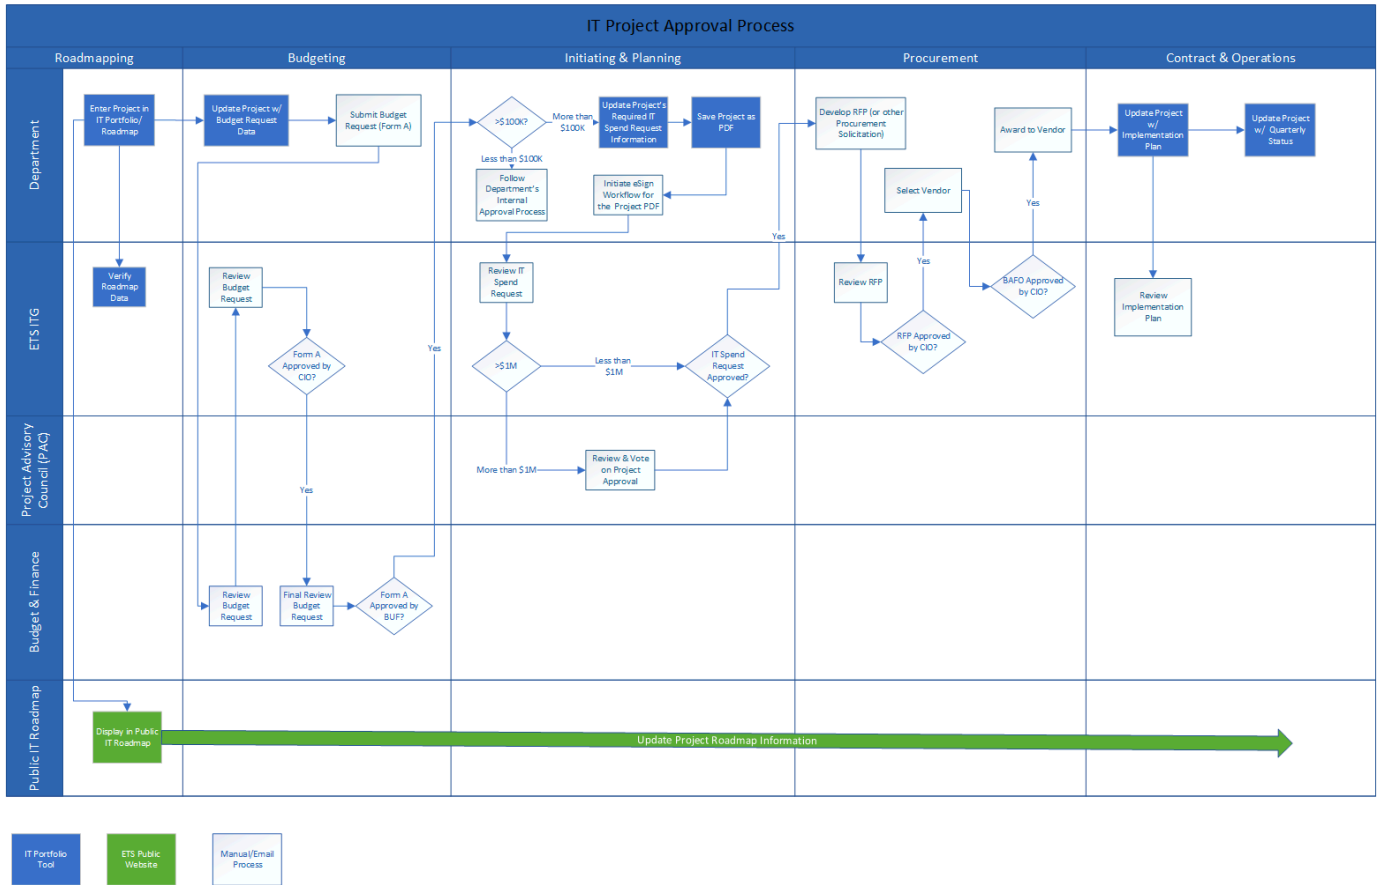 IT Project Approval Process
Roadmapping
Budgeting
Initiating & Planning
Procurement
Contract & Operations
Department
Enter Project in
IT Portfolio/
Roadmap
Update Project w/
Budget Request
Data
Submit Budget
Request (Form A)
>$100K?
More than
$100K
Less than $100K
Follow
Department's
Internal
Approval Process
Update Project's
Required IT
Spend Request
Information
Save Project as
PDF
Initiate eSign
Workflow for
the Project PDF
Develop RFP (or other
Procurement
Solicitation)
Select Vendor
Award to Vendor
Yes
Update Project
w/
Implementation
Plan
Update Project
w/ Quarterly
Status
Yes
ETS ITG
Verify
Roadmap
Data
Review
Budget
Request
Form A
Approved by
CIO?
Yes
Review IT
Spend
Request
>$1M
Less than
$1M
IT Spend
Request
Approved?
Review RFP
Yes
RFP Approved
by CIO?
BAFO Approved
by CIO?
Review
Implementation
Plan
Project Advisory
Council (PAC)
Yes
More than $1M
Review & Vote
on Project
Approval
Budget & Finance
Review
Budget
Request
Final Review
Budget
Request
Form A
Approved by
BUF?
Public IT Roadmap
Display in Public
IT Roadmap
Update Project Roadmap Information
IT Portfolio
Tool
ETS Public
Website
Manual/Email
Process